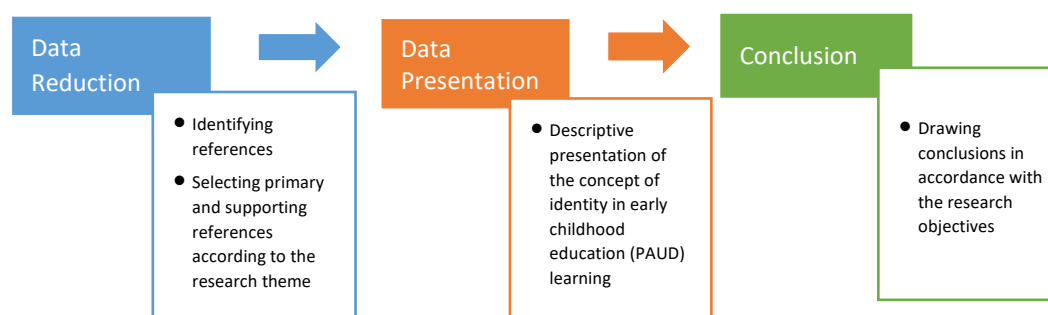 Data
Reduction
● Identifying
references
● Selecting primary
and supporting
references
according to the
research theme
Data
Presentation
● Descriptive
presentation of
the concept of
identity in early
childhood
education (PAUD)
learning
Conclusion
● Drawing
conclusions in
accordance with
the research
objectives